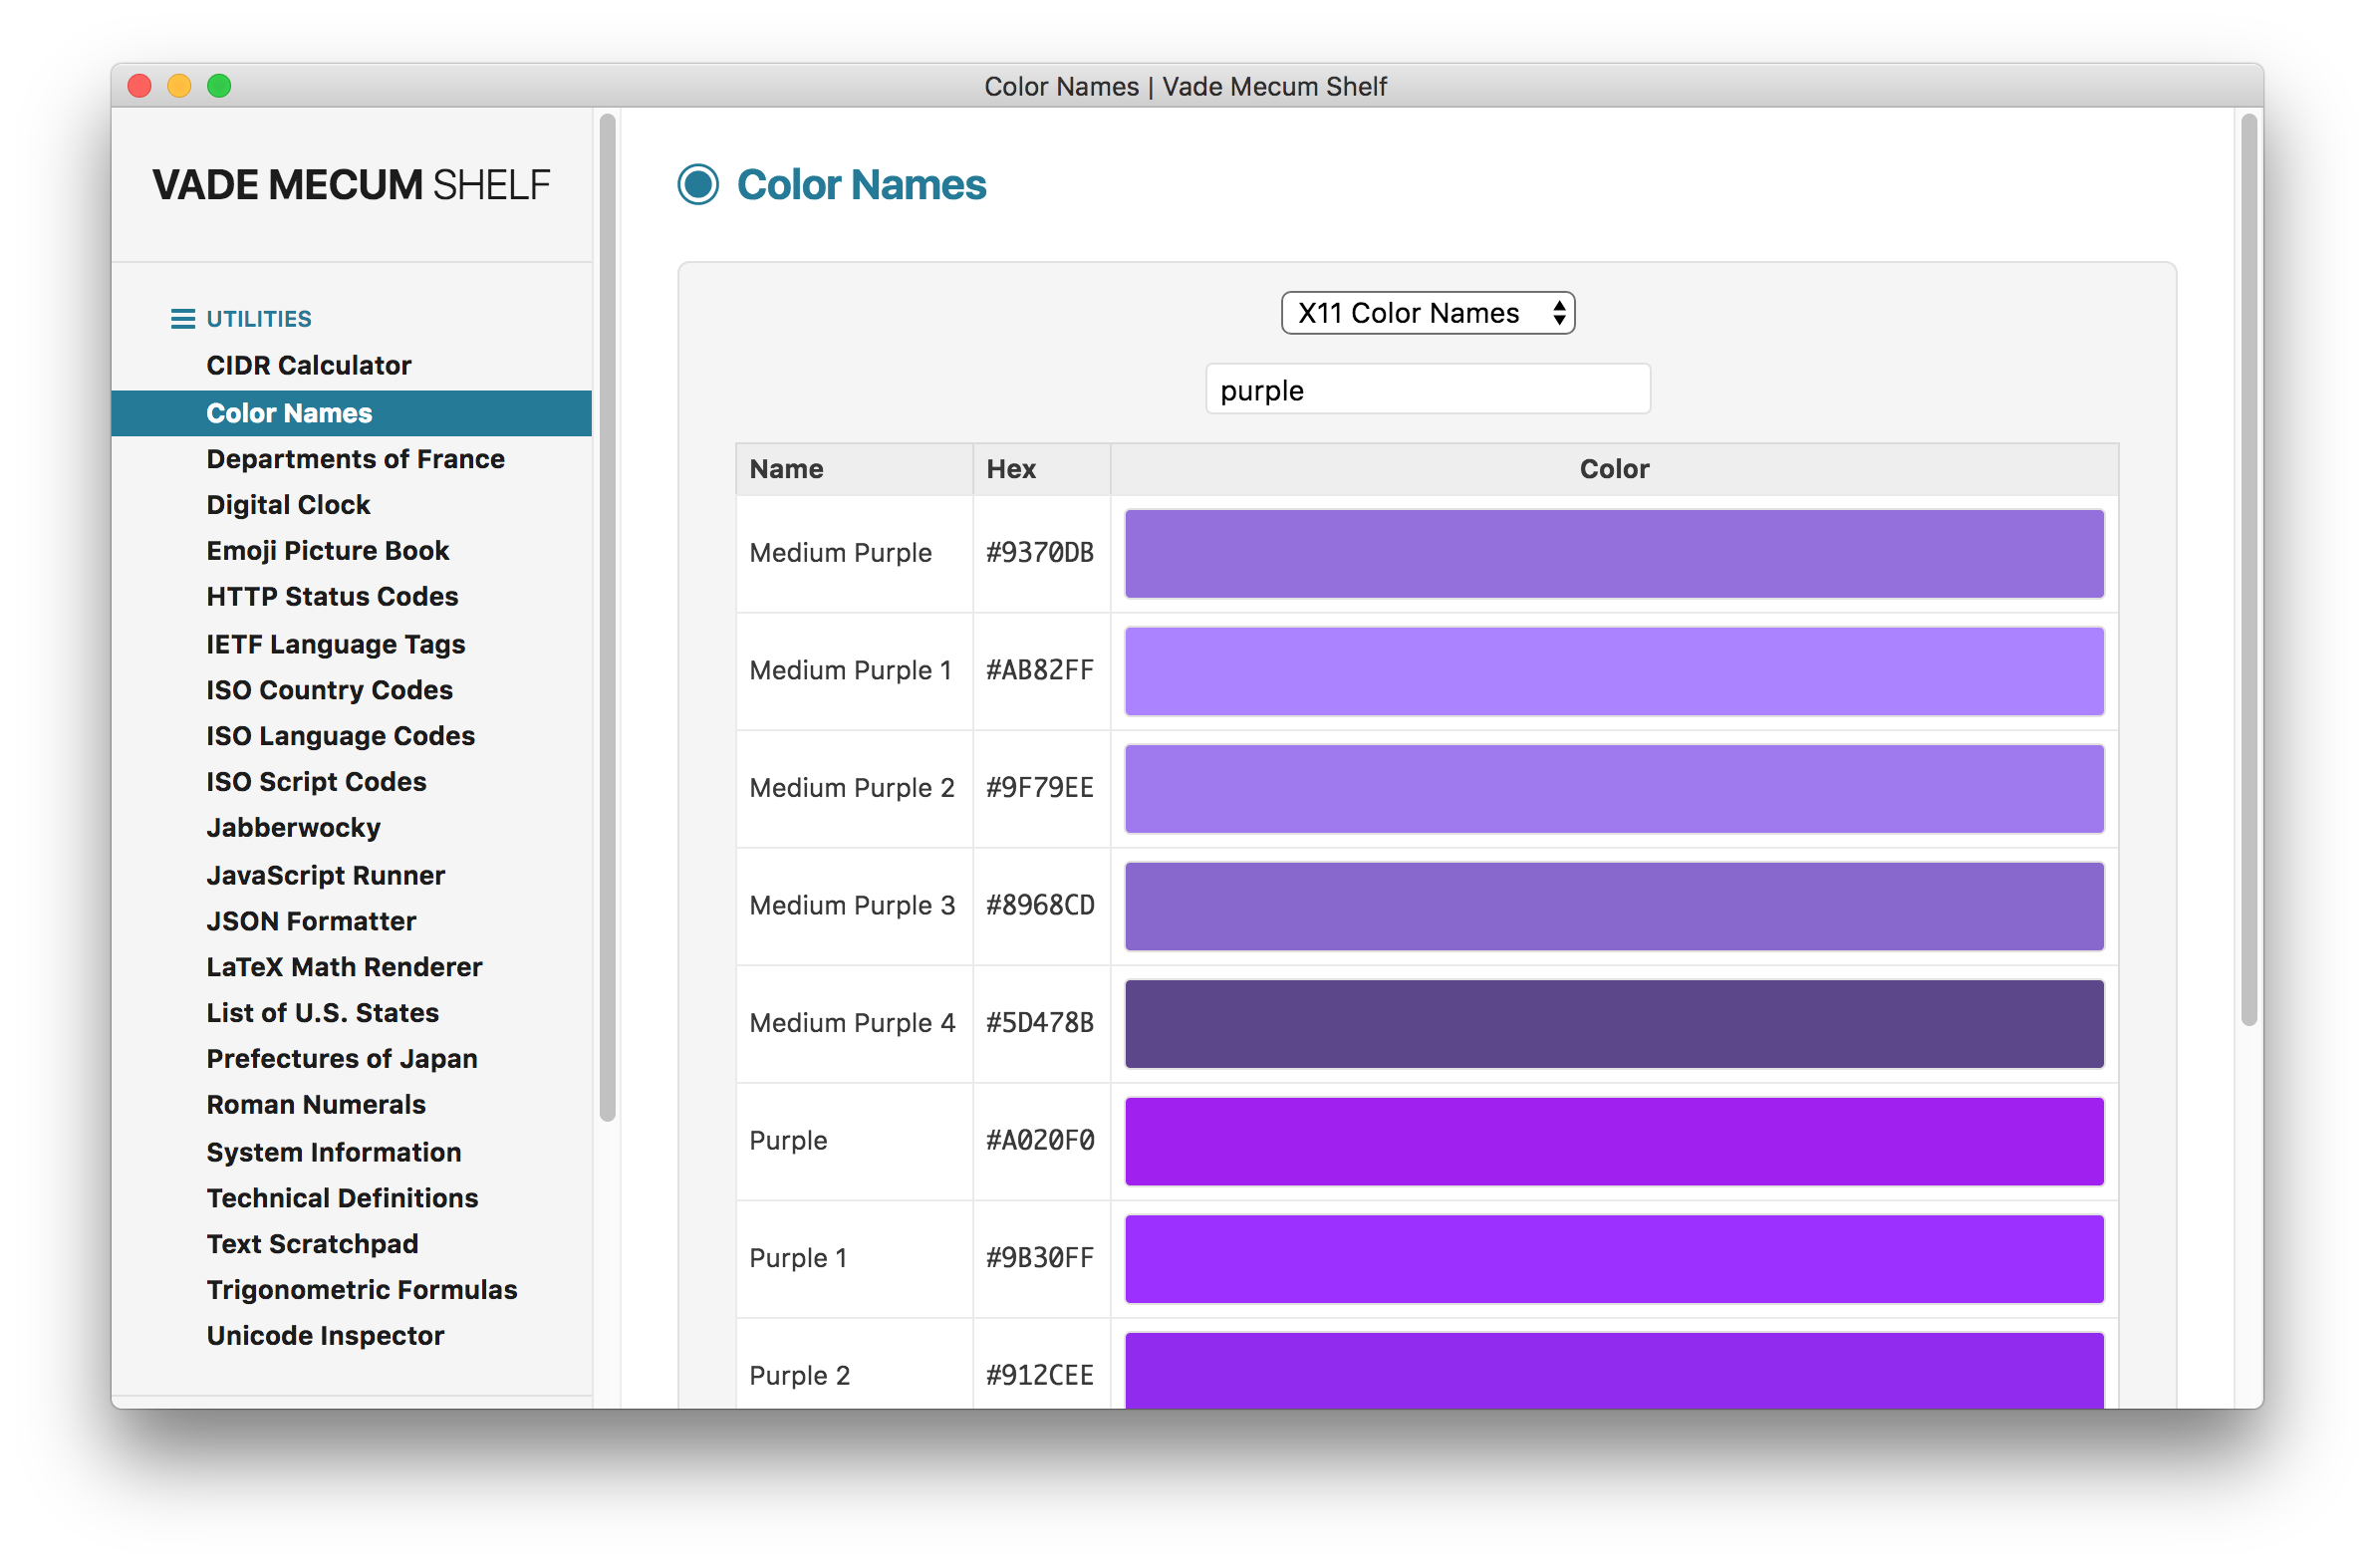 Color Names | Vade Mecum Shelf
VADE MECUM SHELF
UTILITIES
CIDR Calculator
Color Names
Departments of France
Digital Clock
Emoji Picture Book
HTTP Status Codes
IETF Language Tags
ISO Country Codes
ISO Language Codes
ISO Script Codes
Jabberwocky
JavaScript Runner
JSON Formatter
LaTeX Math Renderer
List of U.S. States
Prefectures of Japan
Roman Numerals
System Information
Technical Definitions
Text Scratchpad
Trigonometric Formulas
Unicode Inspector
Color Names
X11 Color Names
purple
Name Hex Color
Medium Purple #9370DB
Medium Purple 1 #AB82FF
Medium Purple 2 #9F79EE
Medium Purple 3 #8968CD
Medium Purple 4 #5D478B
Purple #A020F0
Purple 1 #9B30FF
Purple 2 #912CEE